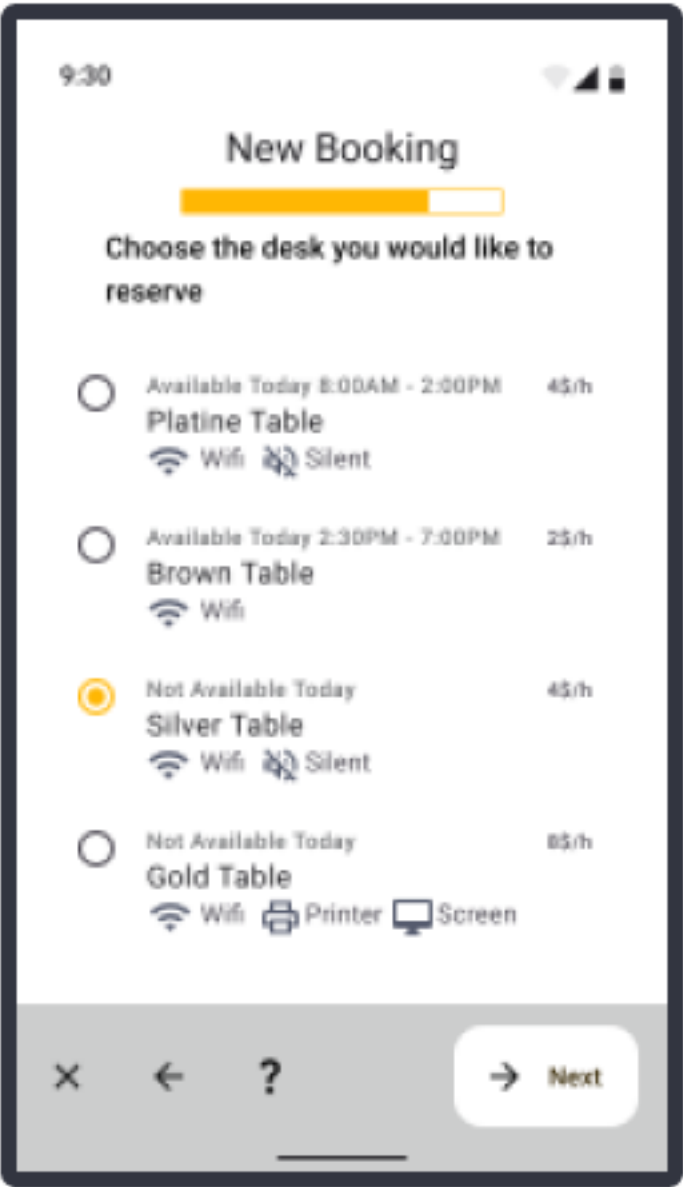 9:30
New Booking
Choose the desk you would like to
reserve
Available Today 8:00AM - 2:00PM 4$/h
Platine Table
Wifi Silent
Available Today 2:30PM - 7:00PM 2$/h
Brown Table
Wifi
Not Available Today 4$/h
Silver Table
Wifi Silent
Not Available Today 8$/h
Gold Table
Wifi Printer Screen
? Next